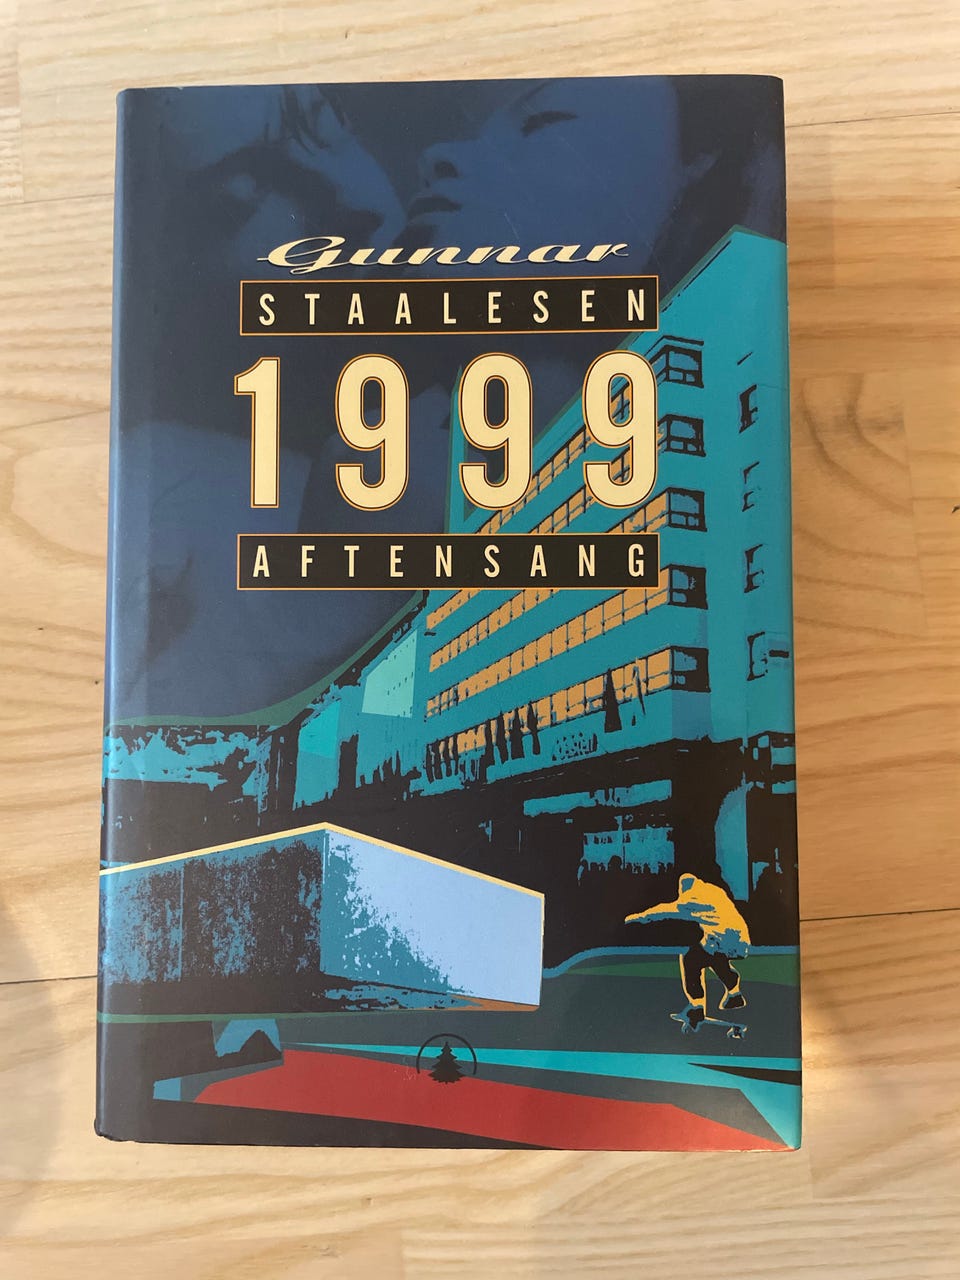 Gunnar
STAALESEN
1999
AFTENSANG